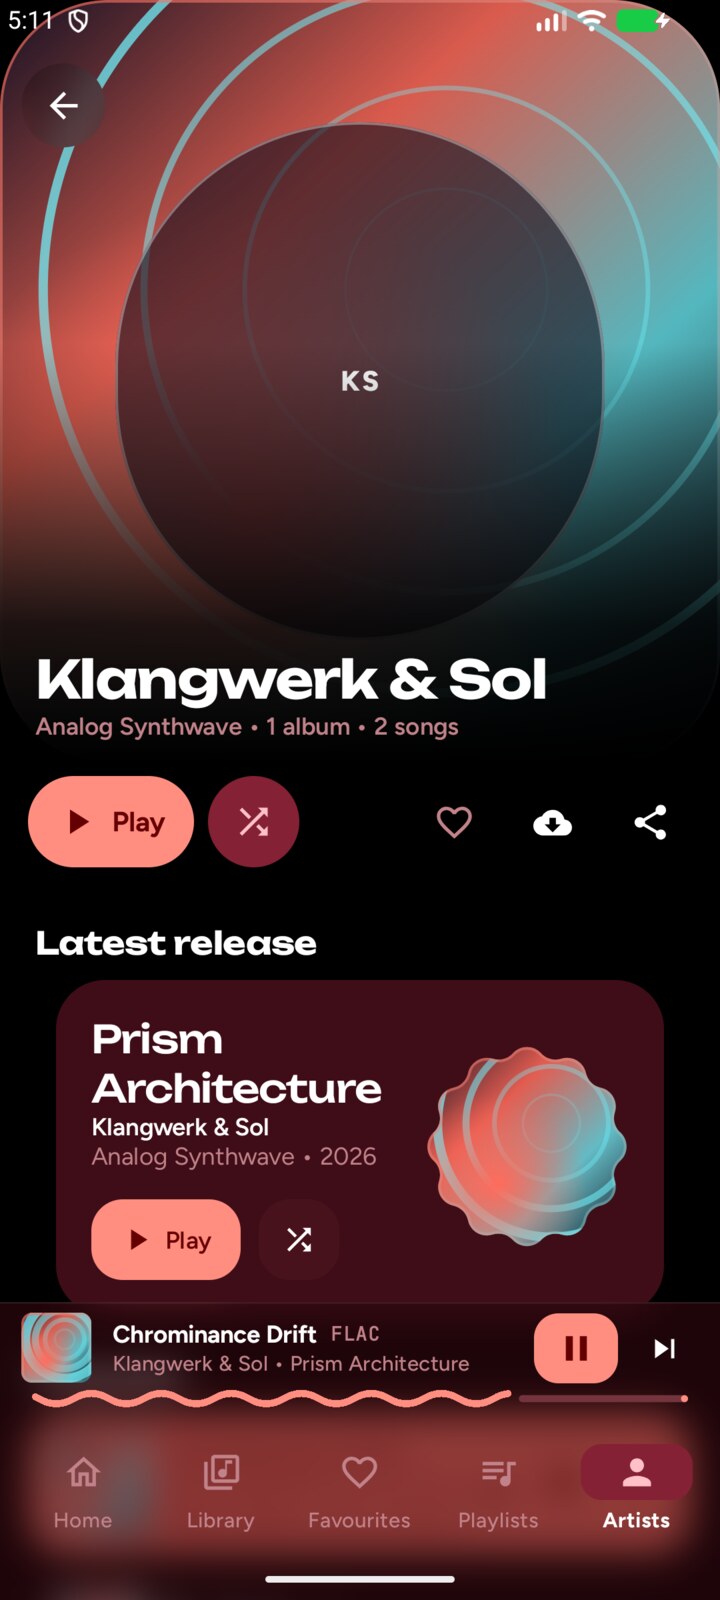 5:11
KS
Klangwerk & Sol
Analog Synthwave • 1 album • 2 songs
Play
Latest release
Prism
Architecture
Klangwerk & Sol
Analog Synthwave • 2026
Play
Chrominance Drift FLAC
Klangwerk & Sol • Prism Architecture
Home Library Favourites Playlists Artists